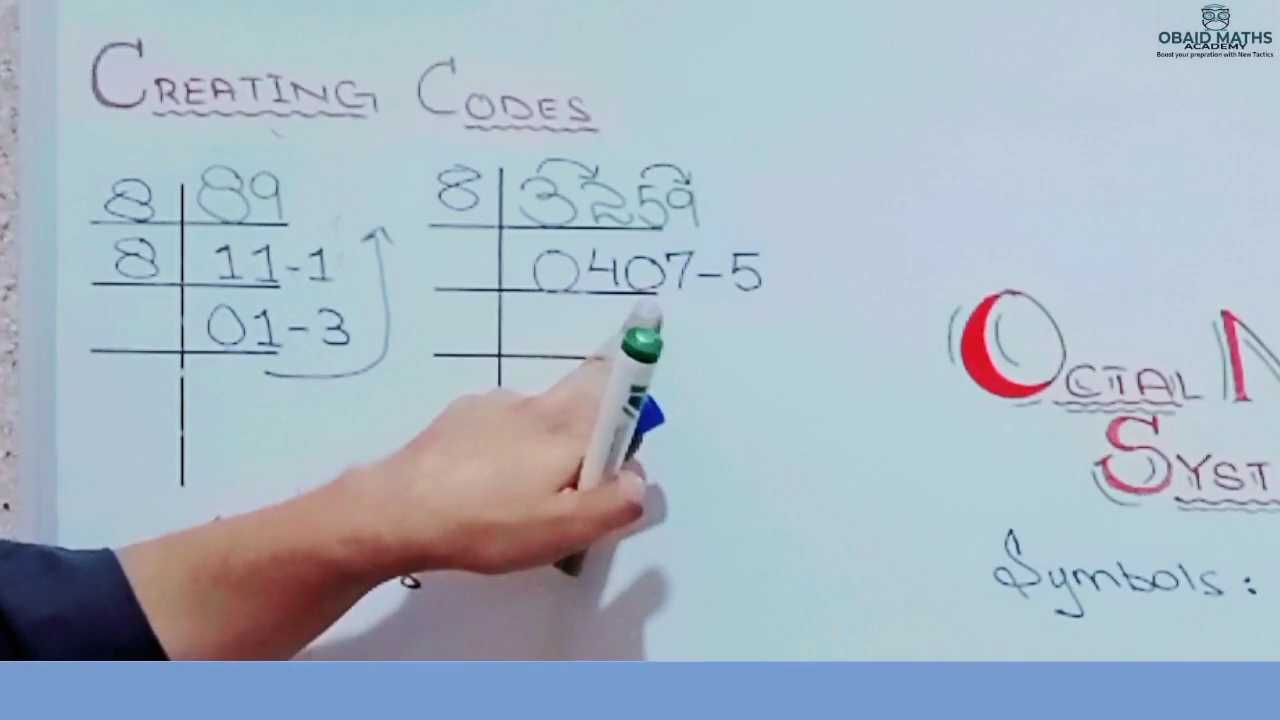 OBAID MATHS
ACADEMY
Boost your prepration with New Tactics
CREATING CODES
8 89
8 11-1
01-3
8 3259
0407-5
OCTAL
SYST
Symbols: